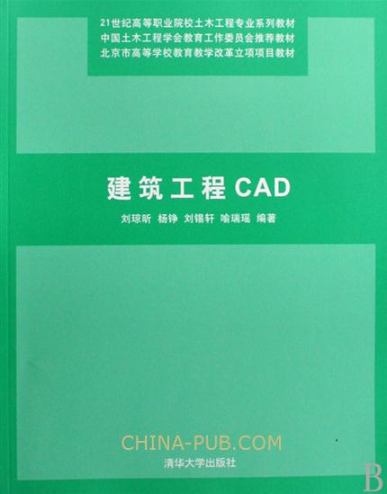 21世纪高等职业院校土木工程专业系列教材
中国土木工程学会教育工作委员会推荐教材
北京市高等学校教育教学改革立项项目教材
建筑工程CAD
刘琼昕 杨铮 刘锡轩 喻瑞瑶 编著
CHINA-PUB.COM
清华大学出版社
B